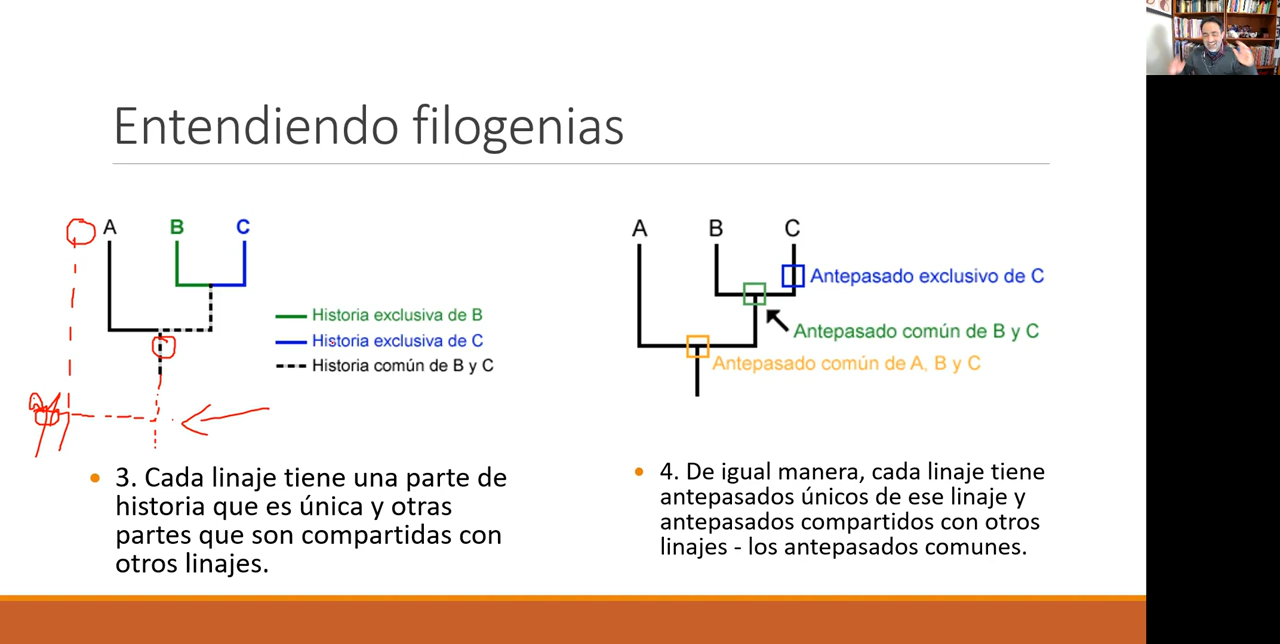 Entendiendo filogenias
A B C
Historia exclusiva de B
Historia exclusiva de C
Historia común de B y C
3. Cada linaje tiene una parte de
historia que es única y otras
partes que son compartidas con
otros linajes.
A B C
Antepasado exclusivo de C
Antepasado común de B y C
Antepasado común de A, B y C
4. De igual manera, cada linaje tiene
antepasados únicos de ese linaje y
antepasados compartidos con otros
linajes - los antepasados comunes.